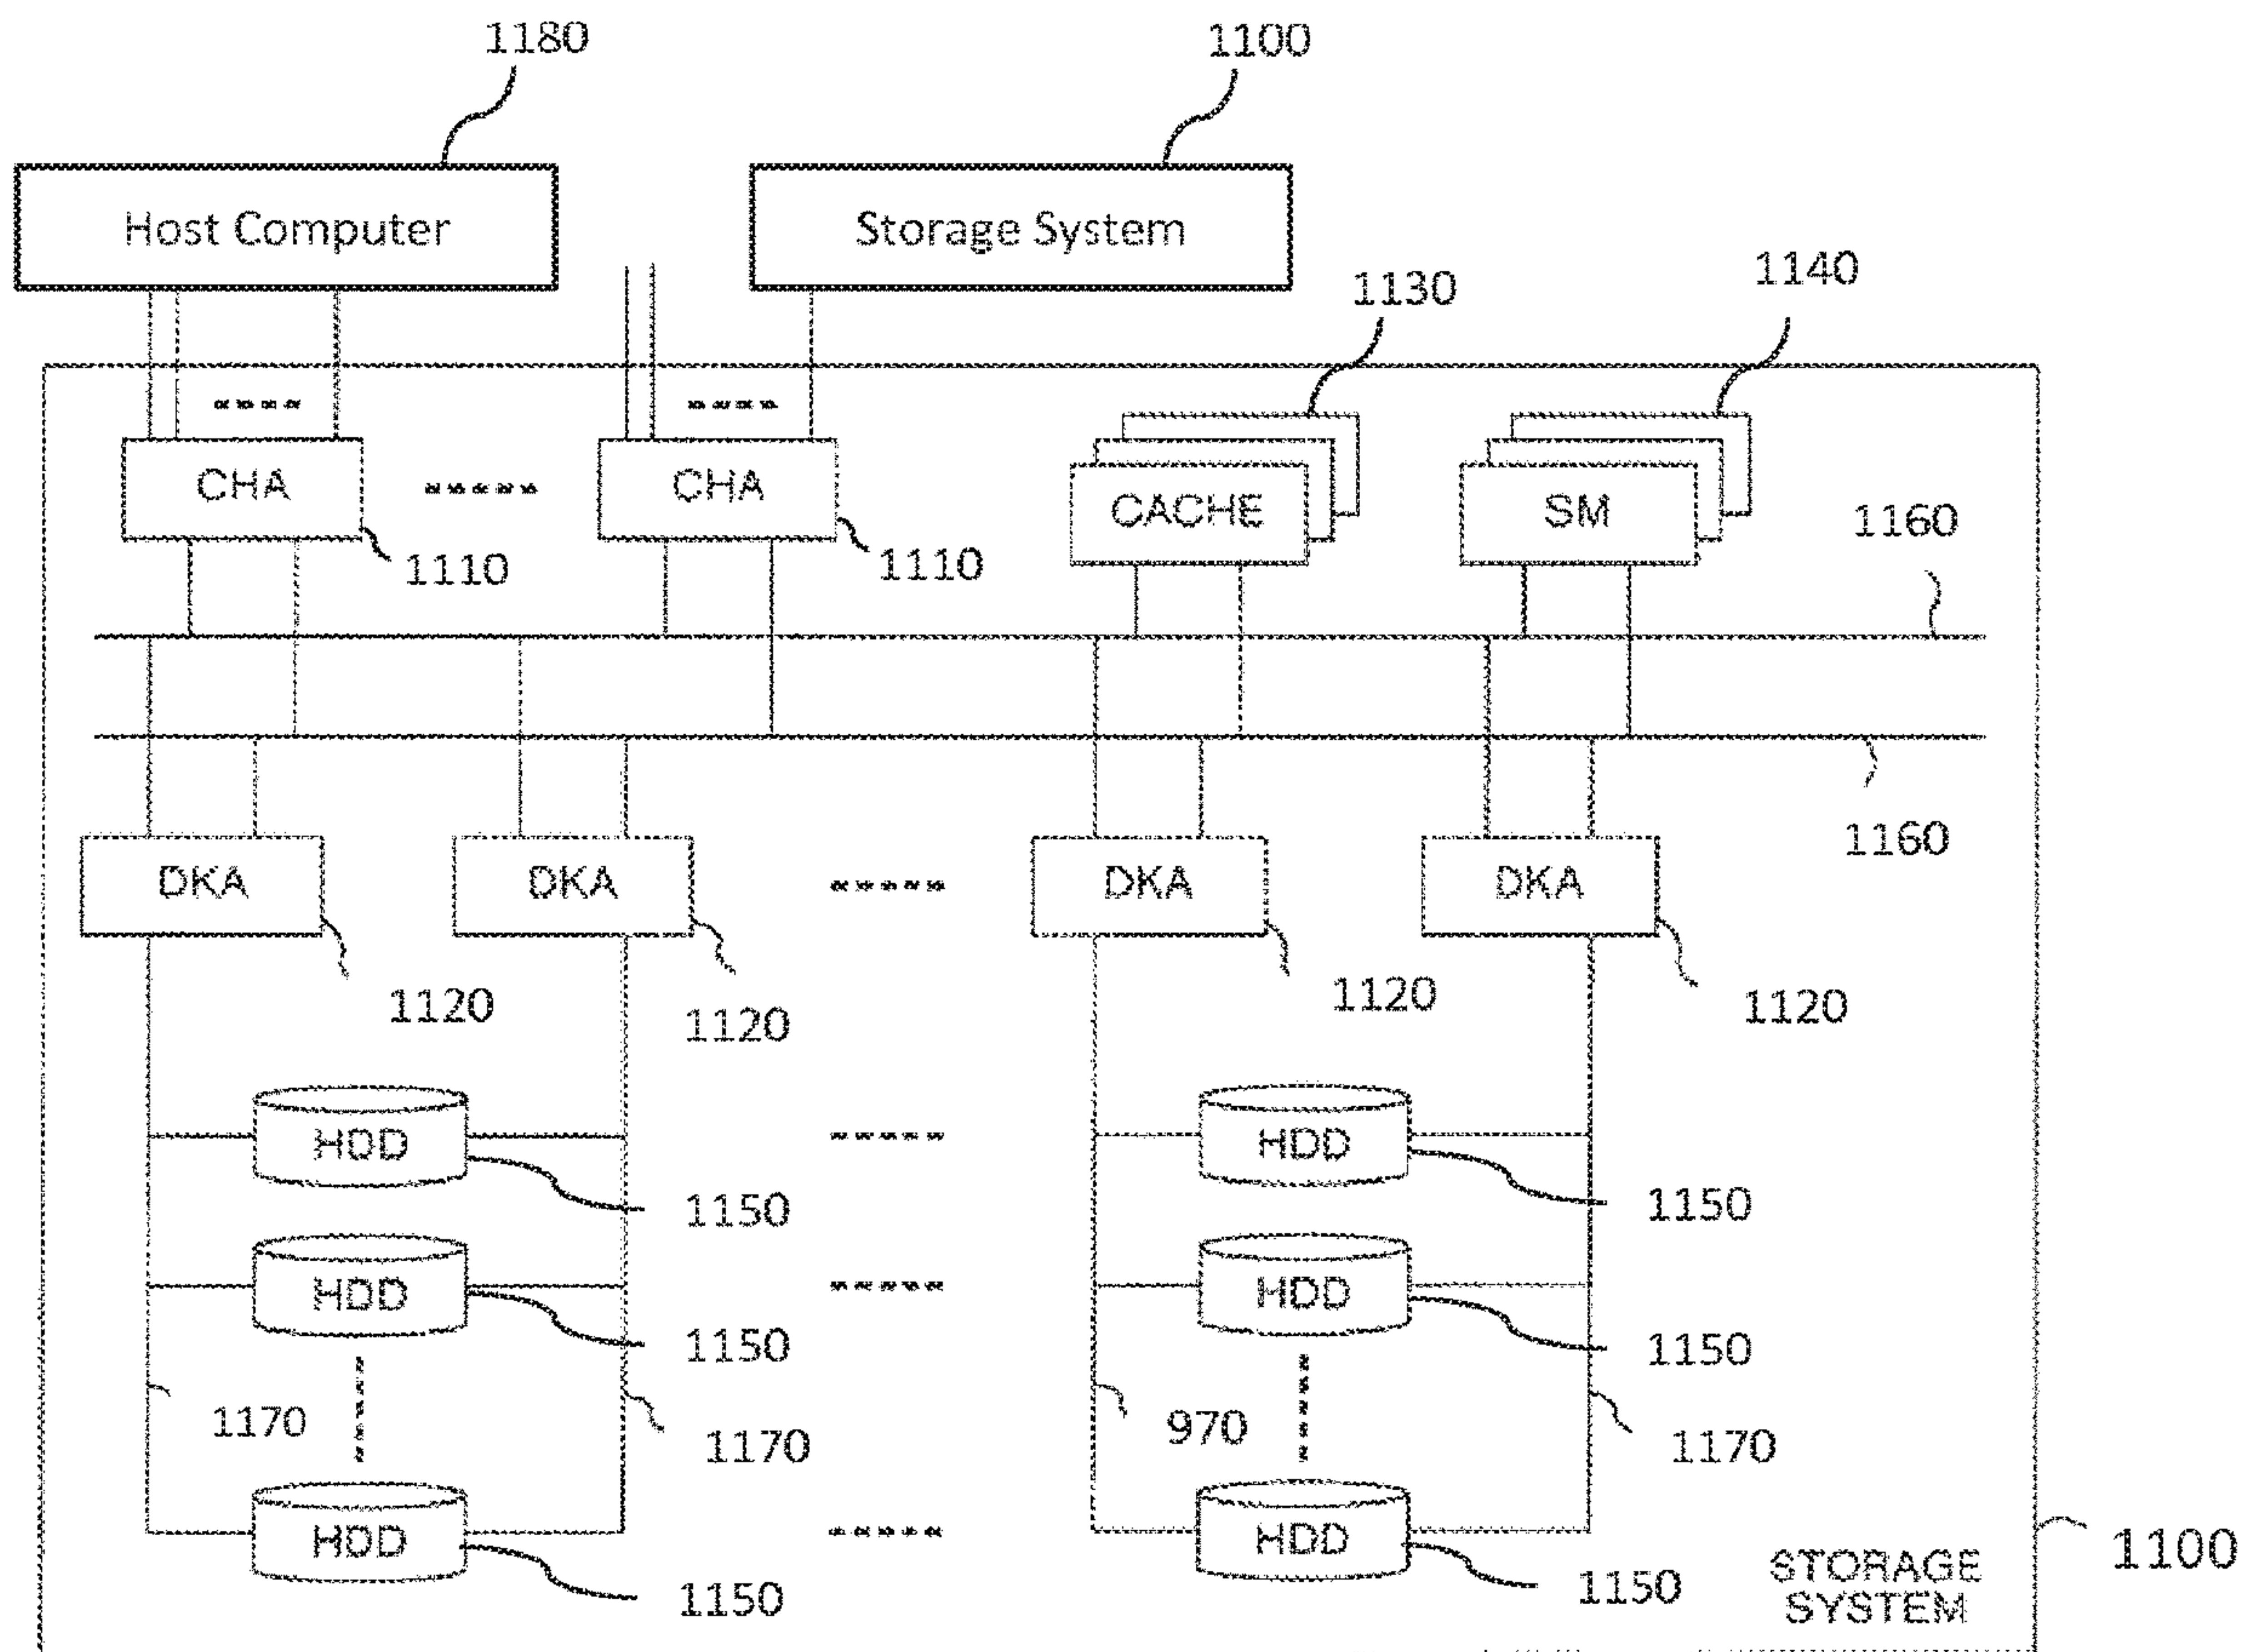 1180
1100
Host Computer
Storage System
1130
1140
CHA
CHA
CACHE
SM
1160
1110
1110
1160
DKA
DKA
DKA
DKA
1120
1120
1120
1120
HDD
HDD
1150
1150
HDD
HDD
1150
1150
1170
1170
970
1170
HDD
HDD
1150
1150
STORAGE
SYSTEM
1100